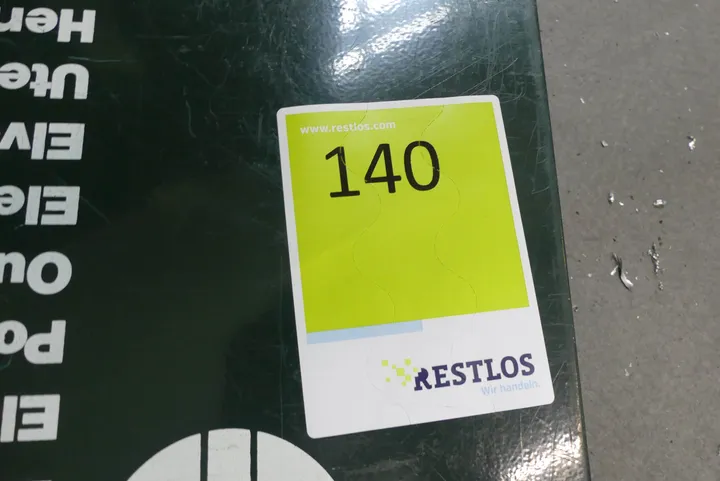 www.restlos.com
140
RESTLOS
Wir handeln.
El
Po
Ou
Ele
Elv
Ute
Hen